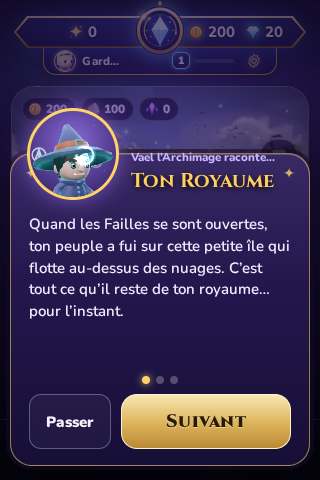 0
200
20
Gard...
1
200
100
0
Vael l'Archimage raconte...
Ton Royaume
Quand les Failles se sont ouvertes,
ton peuple a fui sur cette petite île qui
flotte au-dessus des nuages. C’est
tout ce qu’il reste de ton royaume...
pour l’instant.
Passer
Suivant